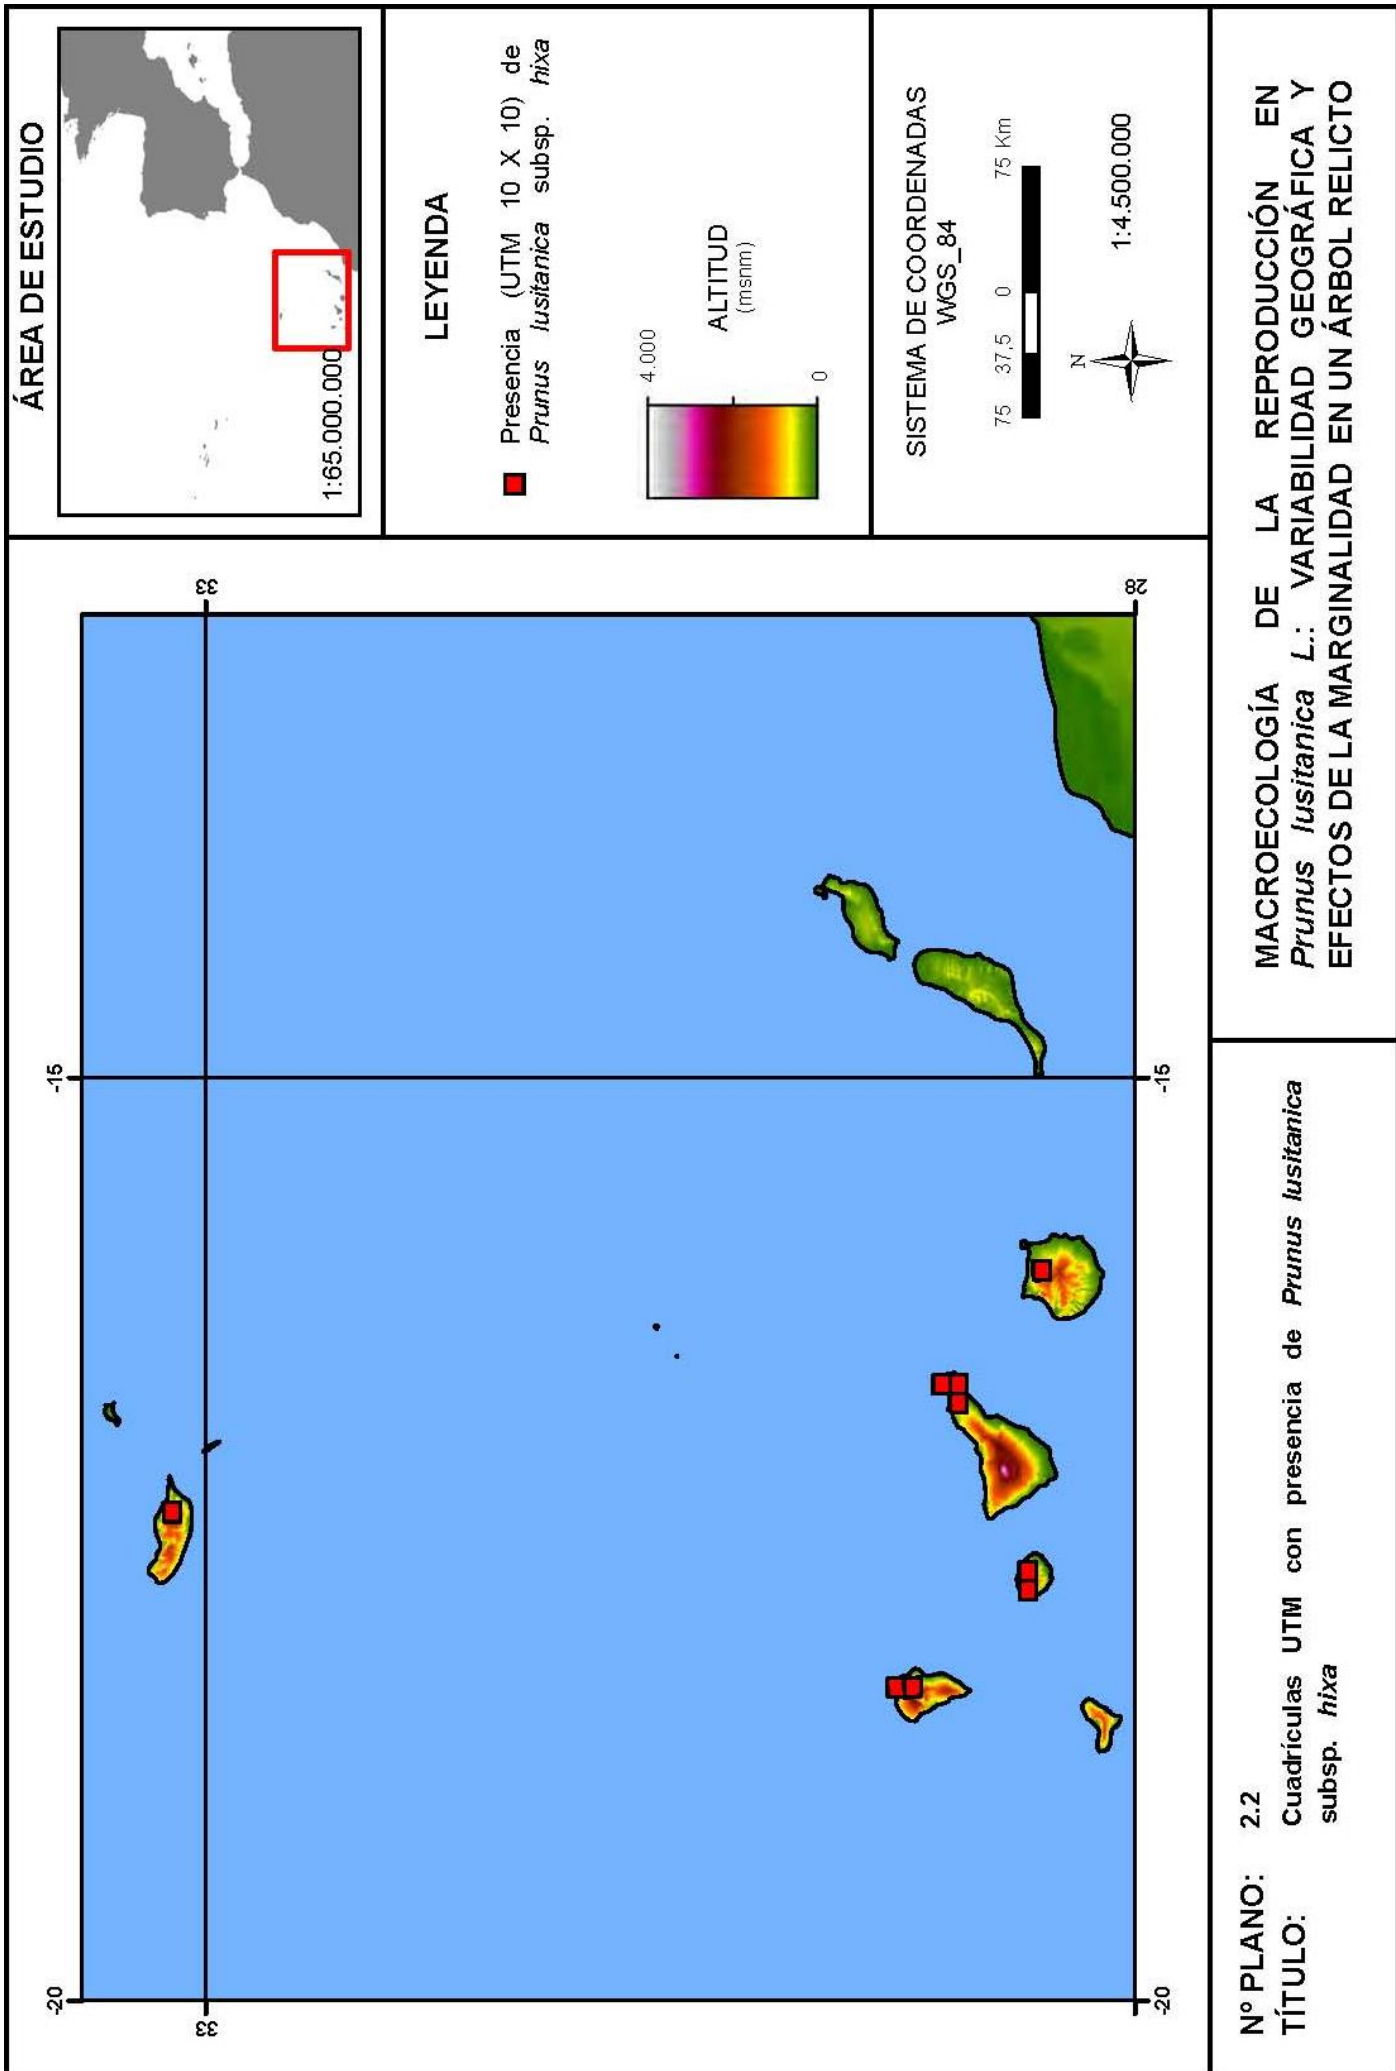 ÁREA DE ESTUDIO
1:65.000.000
LEYENDA
Presencia (UTM 10 X 10) de
Prunus lusitanica subsp. hixa
4.000
0
ALTITUD
(msnm)
SISTEMA DE COORDENADAS
WGS_84
75 37,5 0 75 Km
N
1:4.500.000
-20
-15
33
33
28
-20
-15
Nº PLANO: 2.2
TÍTULO: Cuadrículas UTM con presencia de Prunus lusitanica
subsp. hixa
MACROECOLOGÍA DE LA REPRODUCCIÓN EN
Prunus lusitanica L.: VARIABILIDAD GEOGRÁFICA Y
EFECTOS DE LA MARGINALIDAD EN UN ÁRBOL RELICTO